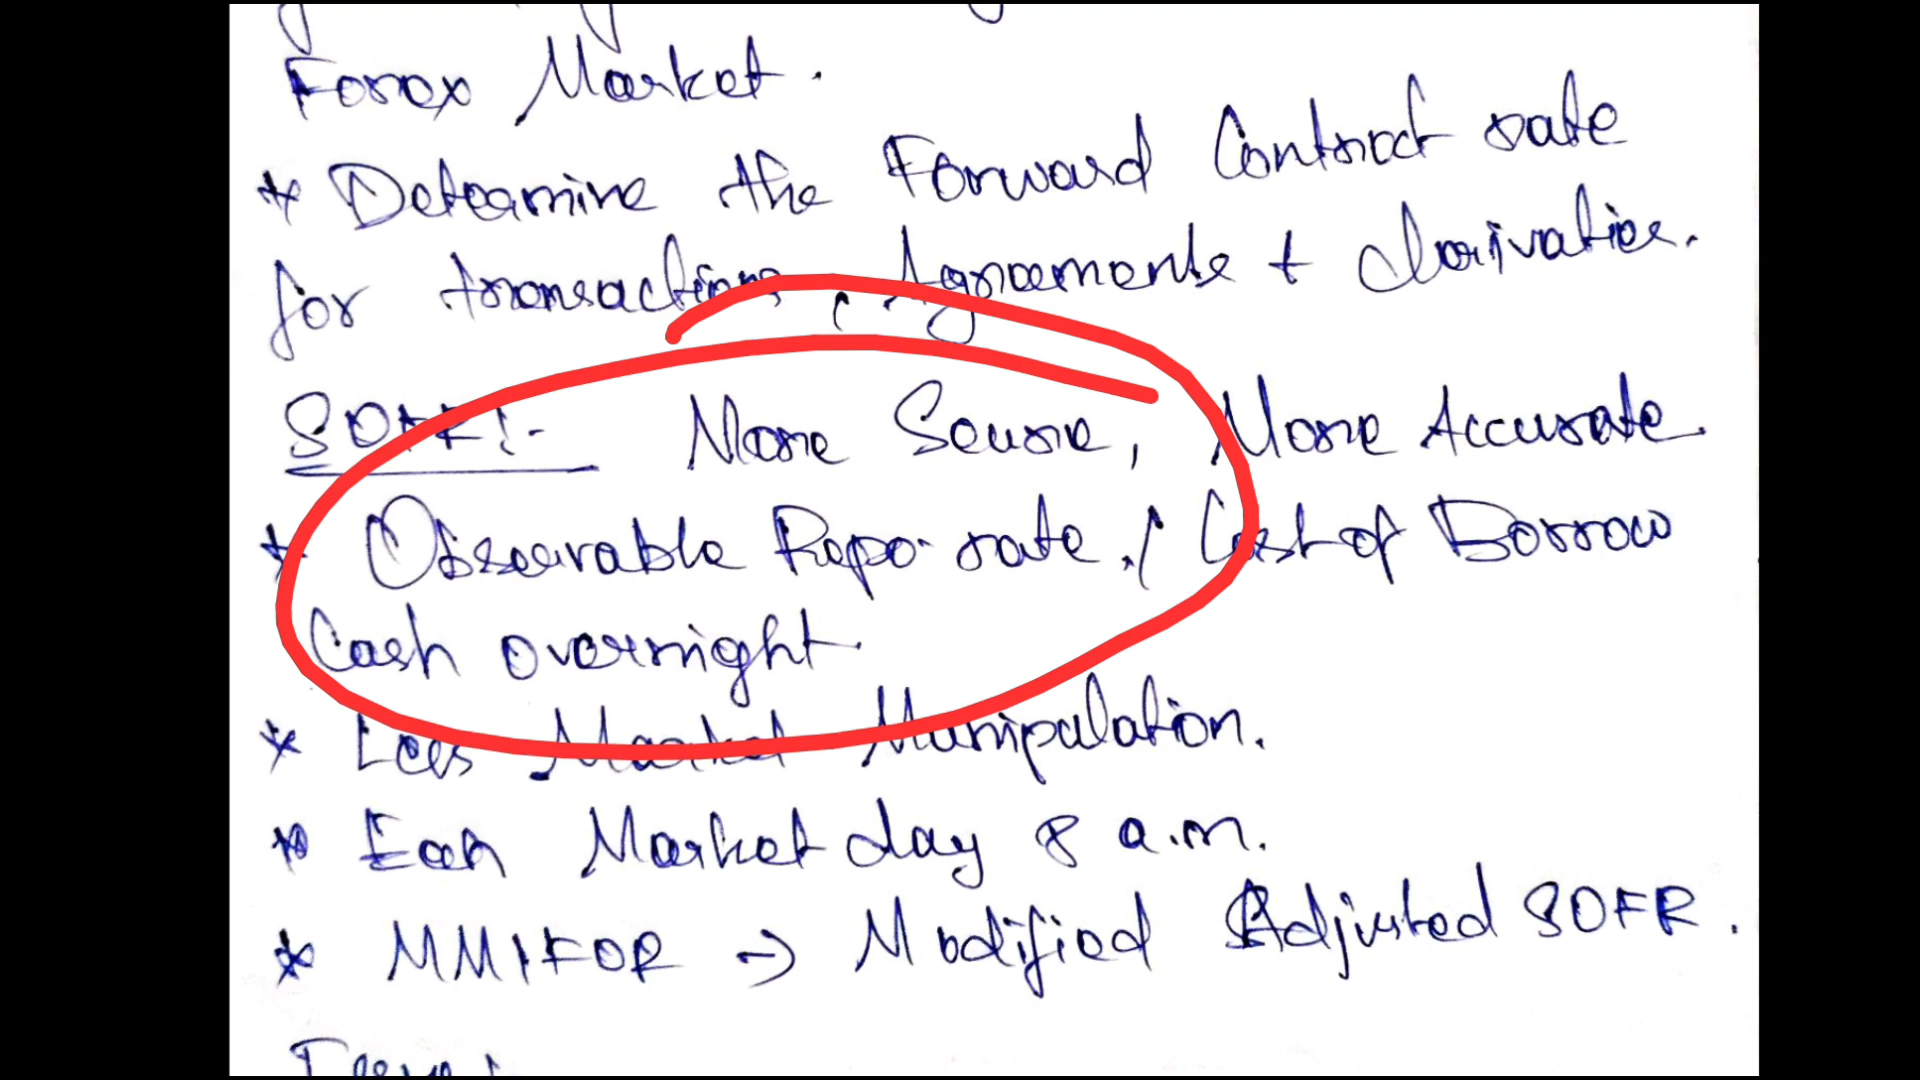 Forex Market.
* Determine the Forward Contract rate
for transactions, Agreements + derivatives.
SOFR:- More Secure, More Accurate.
* Observable Repo rate. / Cost of Borrow
Cash overnight.
* Less Market Manipulation.
* Each Market day 8 a.m.
* MMIFOR → Modified Adjusted SOFR.